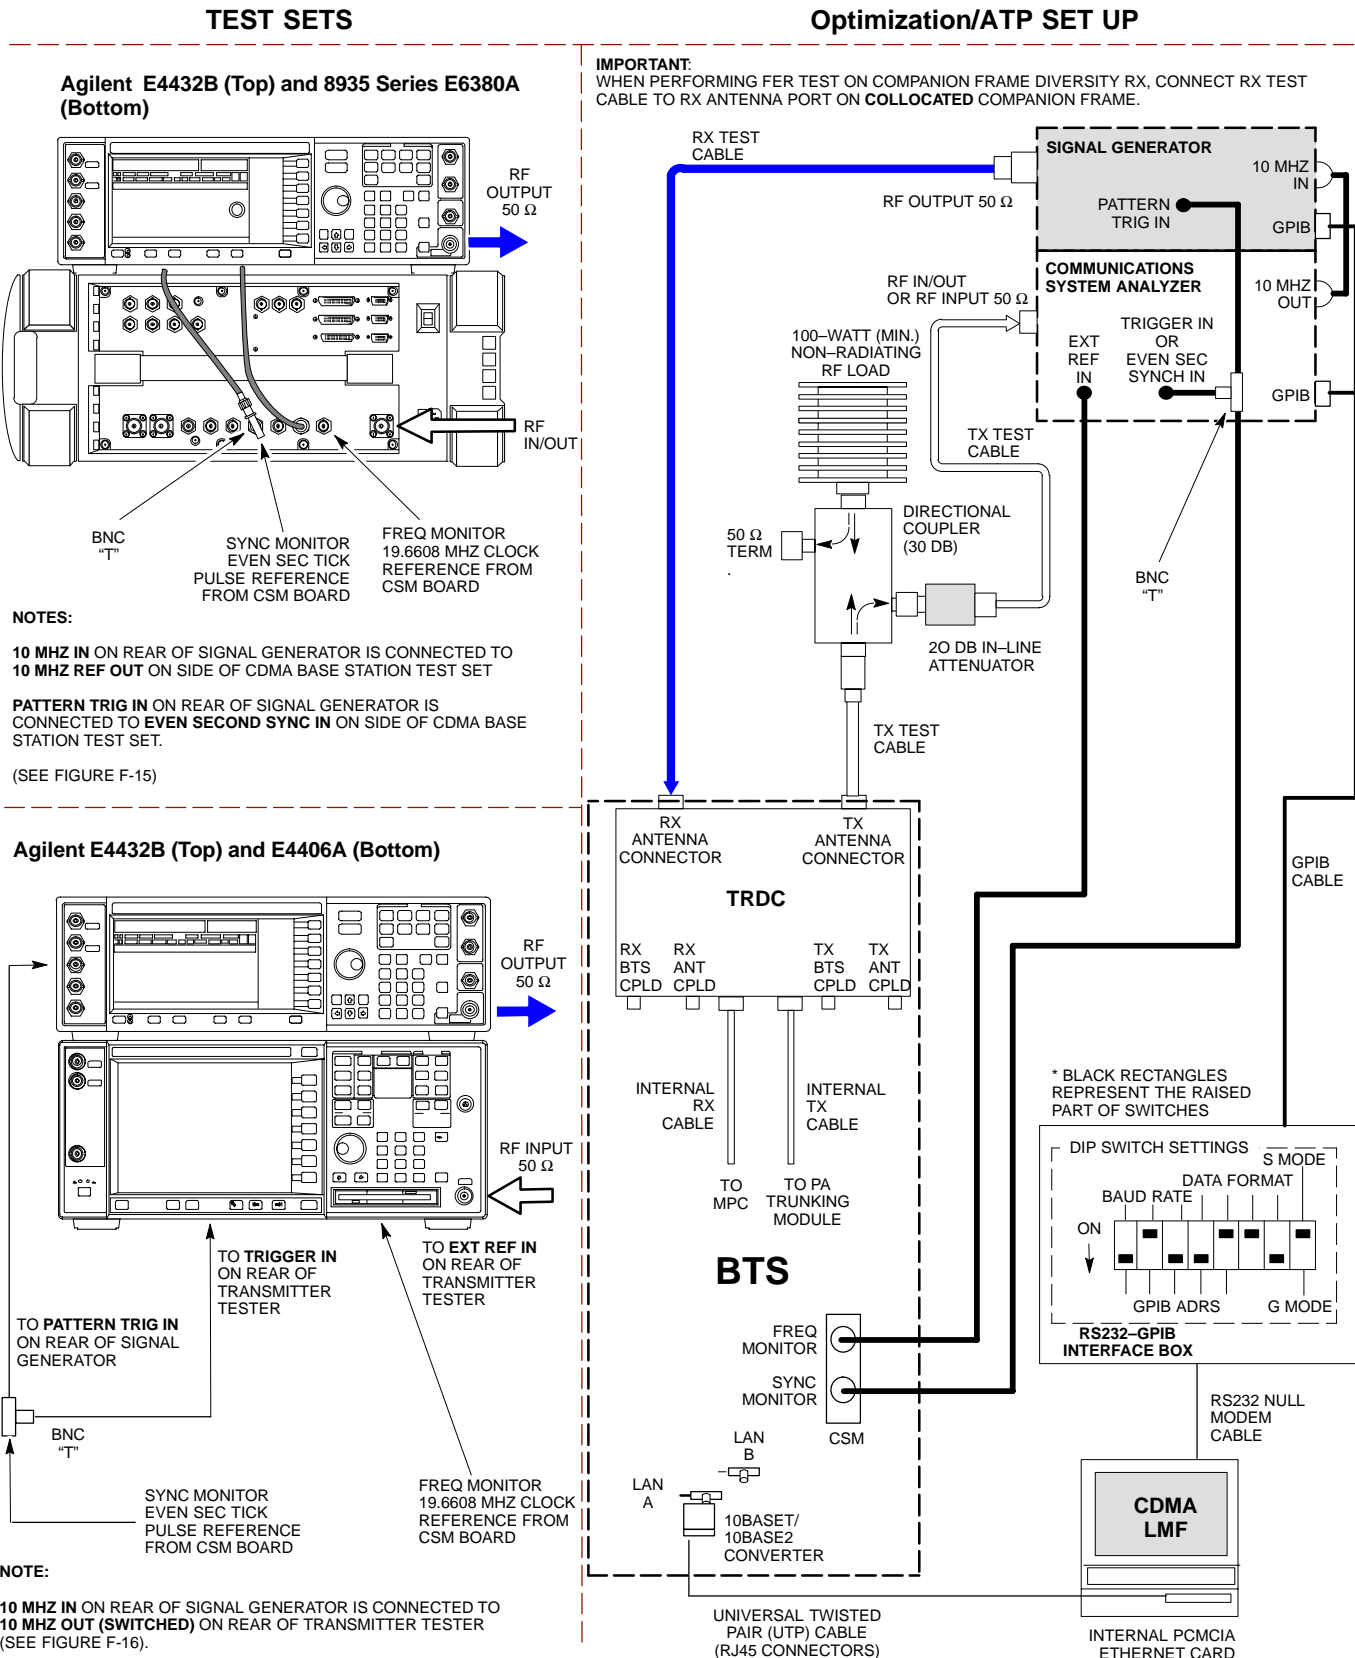 TEST SETS
Optimization/ATP SET UP
Agilent E4432B (Top) and 8935 Series E6380A
(Bottom)
RF
OUTPUT
50 Ω
RF
IN/OUT
BNC
“T”
SYNC MONITOR
EVEN SEC TICK
PULSE REFERENCE
FROM CSM BOARD
FREQ MONITOR
19.6608 MHZ CLOCK
REFERENCE FROM
CSM BOARD
NOTES:
10 MHZ IN ON REAR OF SIGNAL GENERATOR IS CONNECTED TO
10 MHZ REF OUT ON SIDE OF CDMA BASE STATION TEST SET
PATTERN TRIG IN ON REAR OF SIGNAL GENERATOR IS
CONNECTED TO EVEN SECOND SYNC IN ON SIDE OF CDMA BASE
STATION TEST SET.
(SEE FIGURE F-15)
Agilent E4432B (Top) and E4406A (Bottom)
RF
OUTPUT
50 Ω
RF INPUT
50 Ω
TO TRIGGER IN
ON REAR OF
TRANSMITTER
TESTER
TO EXT REF IN
ON REAR OF
TRANSMITTER
TESTER
TO PATTERN TRIG IN
ON REAR OF SIGNAL
GENERATOR
BNC
“T”
SYNC MONITOR
EVEN SEC TICK
PULSE REFERENCE
FROM CSM BOARD
FREQ MONITOR
19.6608 MHZ CLOCK
REFERENCE FROM
CSM BOARD
NOTE:
10 MHZ IN ON REAR OF SIGNAL GENERATOR IS CONNECTED TO
10 MHZ OUT (SWITCHED) ON REAR OF TRANSMITTER TESTER
(SEE FIGURE F-16).
IMPORTANT:
WHEN PERFORMING FER TEST ON COMPANION FRAME DIVERSITY RX, CONNECT RX TEST
CABLE TO RX ANTENNA PORT ON COLLOCATED COMPANION FRAME.
RX TEST
CABLE
RF OUTPUT 50 Ω
SIGNAL GENERATOR
10 MHZ
IN
PATTERN
TRIG IN
GPIB
COMMUNICATIONS
SYSTEM ANALYZER
10 MHZ
OUT
RF IN/OUT
OR RF INPUT 50 Ω
TRIGGER IN
OR
EVEN SEC
SYNCH IN
EXT
REF
IN
GPIB
100–WATT (MIN.)
NON–RADIATING
RF LOAD
TX TEST
CABLE
DIRECTIONAL
COUPLER
(30 DB)
50 Ω
TERM
.
BNC
“T”
2O DB IN–LINE
ATTENUATOR
TX TEST
CABLE
RX
ANTENNA
CONNECTOR
TX
ANTENNA
CONNECTOR
TRDC
RX
BTS
CPLD
RX
ANT
CPLD
TX
BTS
CPLD
TX
ANT
CPLD
GPIB
CABLE
INTERNAL
RX
CABLE
INTERNAL
TX
CABLE
TO
MPC
TO PA
TRUNKING
MODULE
BTS
* BLACK RECTANGLES
REPRESENT THE RAISED
PART OF SWITCHES
DIP SWITCH SETTINGS
S MODE
DATA FORMAT
BAUD RATE
ON
GPIB ADRS
G MODE
RS232–GPIB
INTERFACE BOX
FREQ
MONITOR
SYNC
MONITOR
CSM
RS232 NULL
MODEM
CABLE
LAN
B
LAN
A
10BASET/
10BASE2
CONVERTER
CDMA
LMF
UNIVERSAL TWISTED
PAIR (UTP) CABLE
(RJ45 CONNECTORS)
INTERNAL PCMCIA
ETHERNET CARD